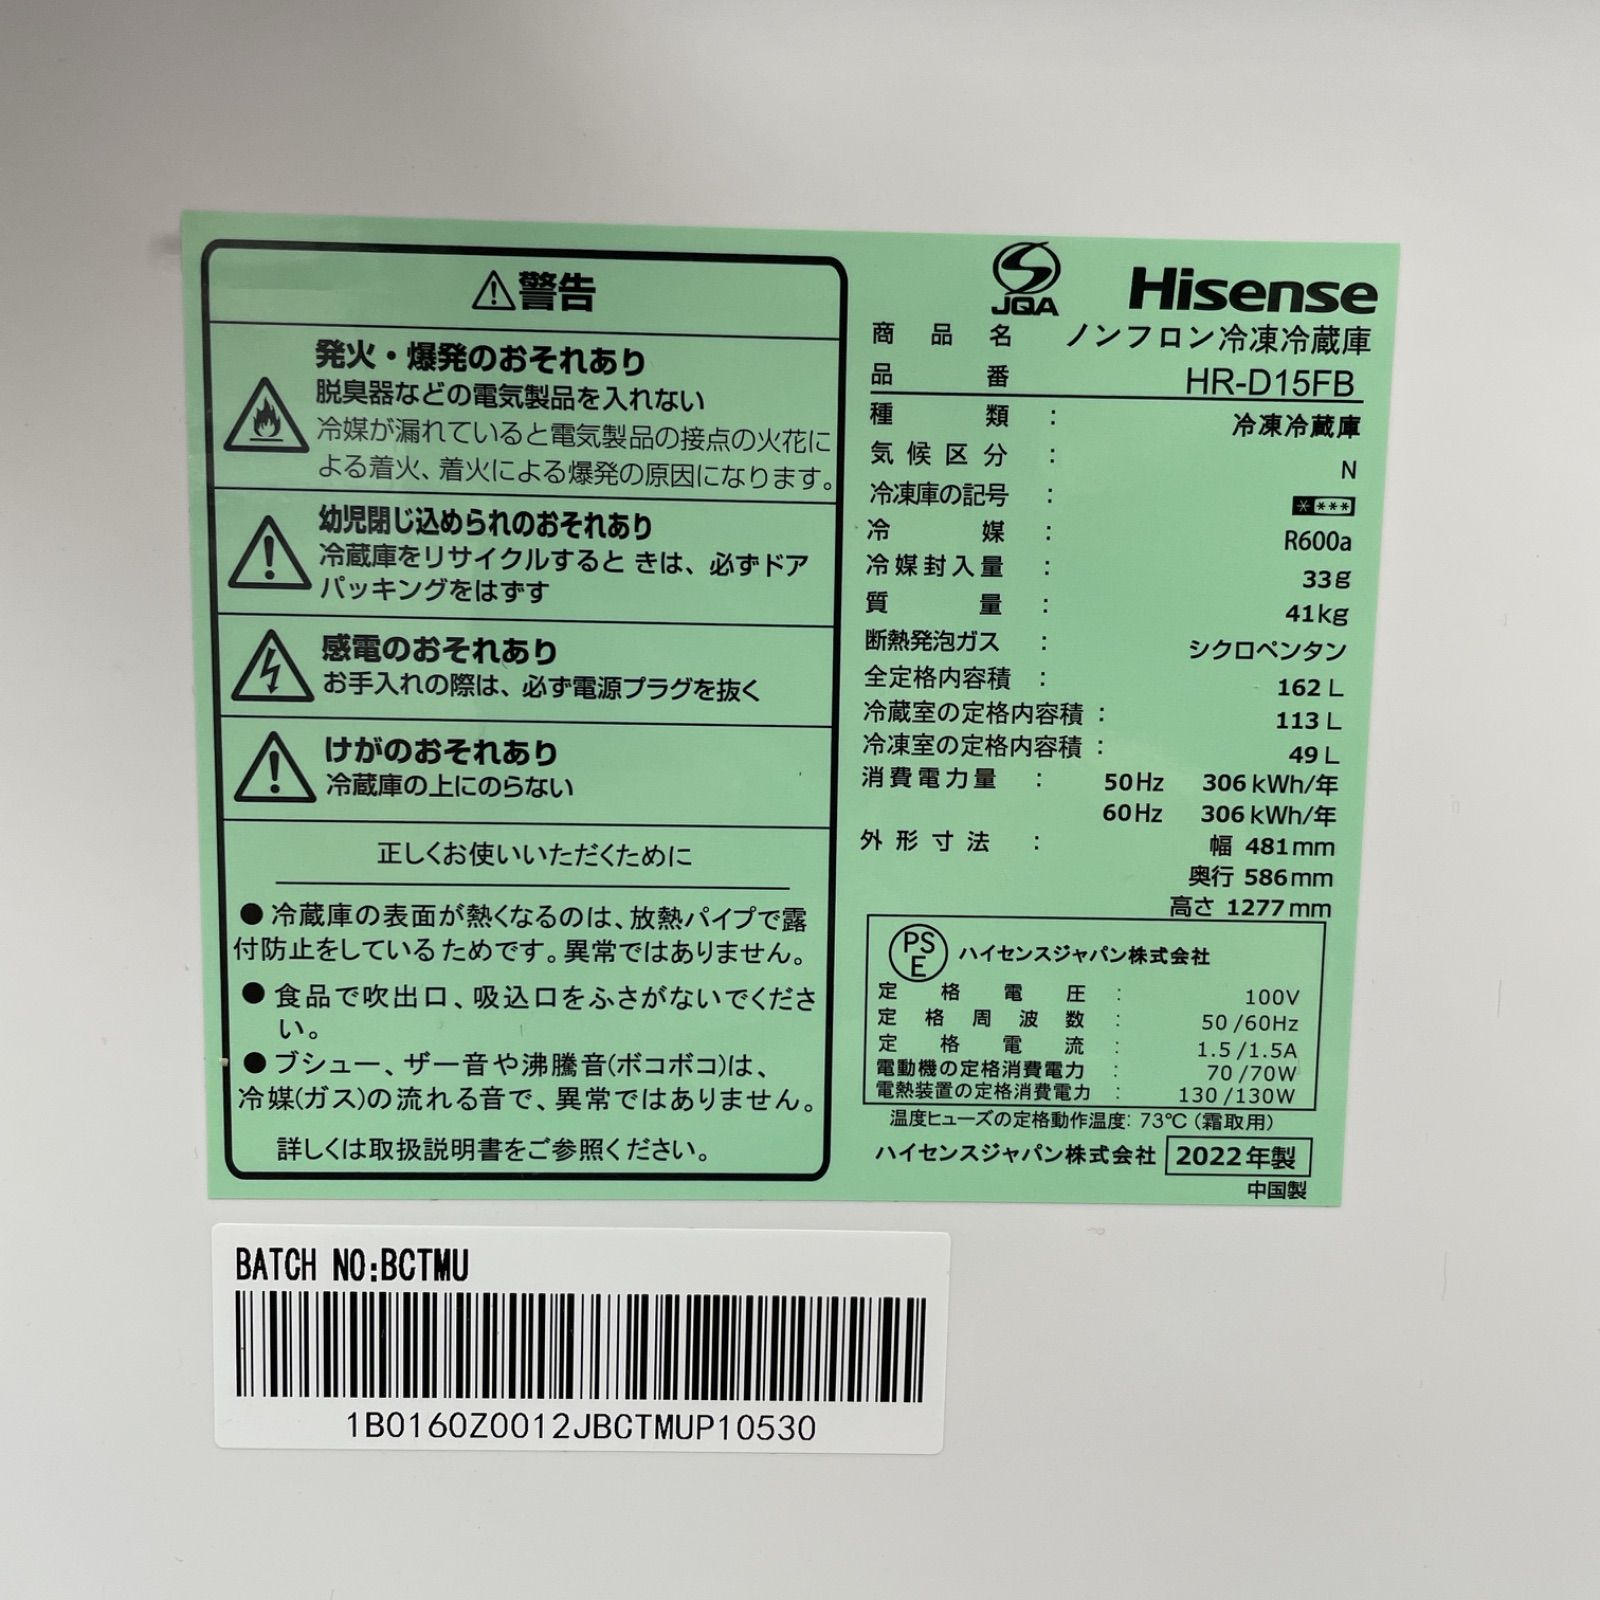 警告
発火・爆発のおそれあり
脱臭器などの電気製品を入れない
冷媒が漏れていると電気製品の接点の火花に
よる着火、着火による爆発の原因になります。
幼児閉じ込められのおそれあり
冷蔵庫をリサイクルすると きは、必ずドア
パッキングをはずす
感電のおそれあり
お手入れの際は、必ず電源プラグを抜く
けがのおそれあり
冷蔵庫の上にのらない
正しくお使いいただくために
● 冷蔵庫の表面が熱くなるのは、放熱パイプで露
付防止をしているためです。異常ではありません。
● 食品で吹出口、吸込口をふさがないでくださ
い。
● ブシュー、ザー音や沸騰音(ボコボコ)は、
冷媒(ガス)の流れる音で、異常ではありません。
詳しくは取扱説明書をご参照ください。
JQA Hisense
商品名 ノンフロン冷凍冷蔵庫
品番 HR-D15FB
種類 : 冷凍冷蔵庫
気候区分 : N
冷凍庫の記号 : ****
冷媒 : R600a
冷媒封入量 : 33g
質量 : 41kg
断熱発泡ガス : シクロペンタン
全定格内容積 : 162 L
冷蔵室の定格内容積 : 113 L
冷凍室の定格内容積 : 49 L
消費電力量 : 50Hz 306 kWh/年
60Hz 306 kWh/年
外形寸法 : 幅 481mm
奥行 586mm
高さ 1277mm
PSE ハイセンスジャパン株式会社
定格電圧 : 100V
定格周波数 : 50/60Hz
定格電流 : 1.5/1.5A
電動機の定格消費電力 : 70/70W
電熱装置の定格消費電力 : 130/130W
温度ヒューズの定格動作温度: 73℃(霜取用)
ハイセンスジャパン株式会社 2022年製
中国製
BATCH NO:BCTMU
1B0160Z0012JBCTMUP10530